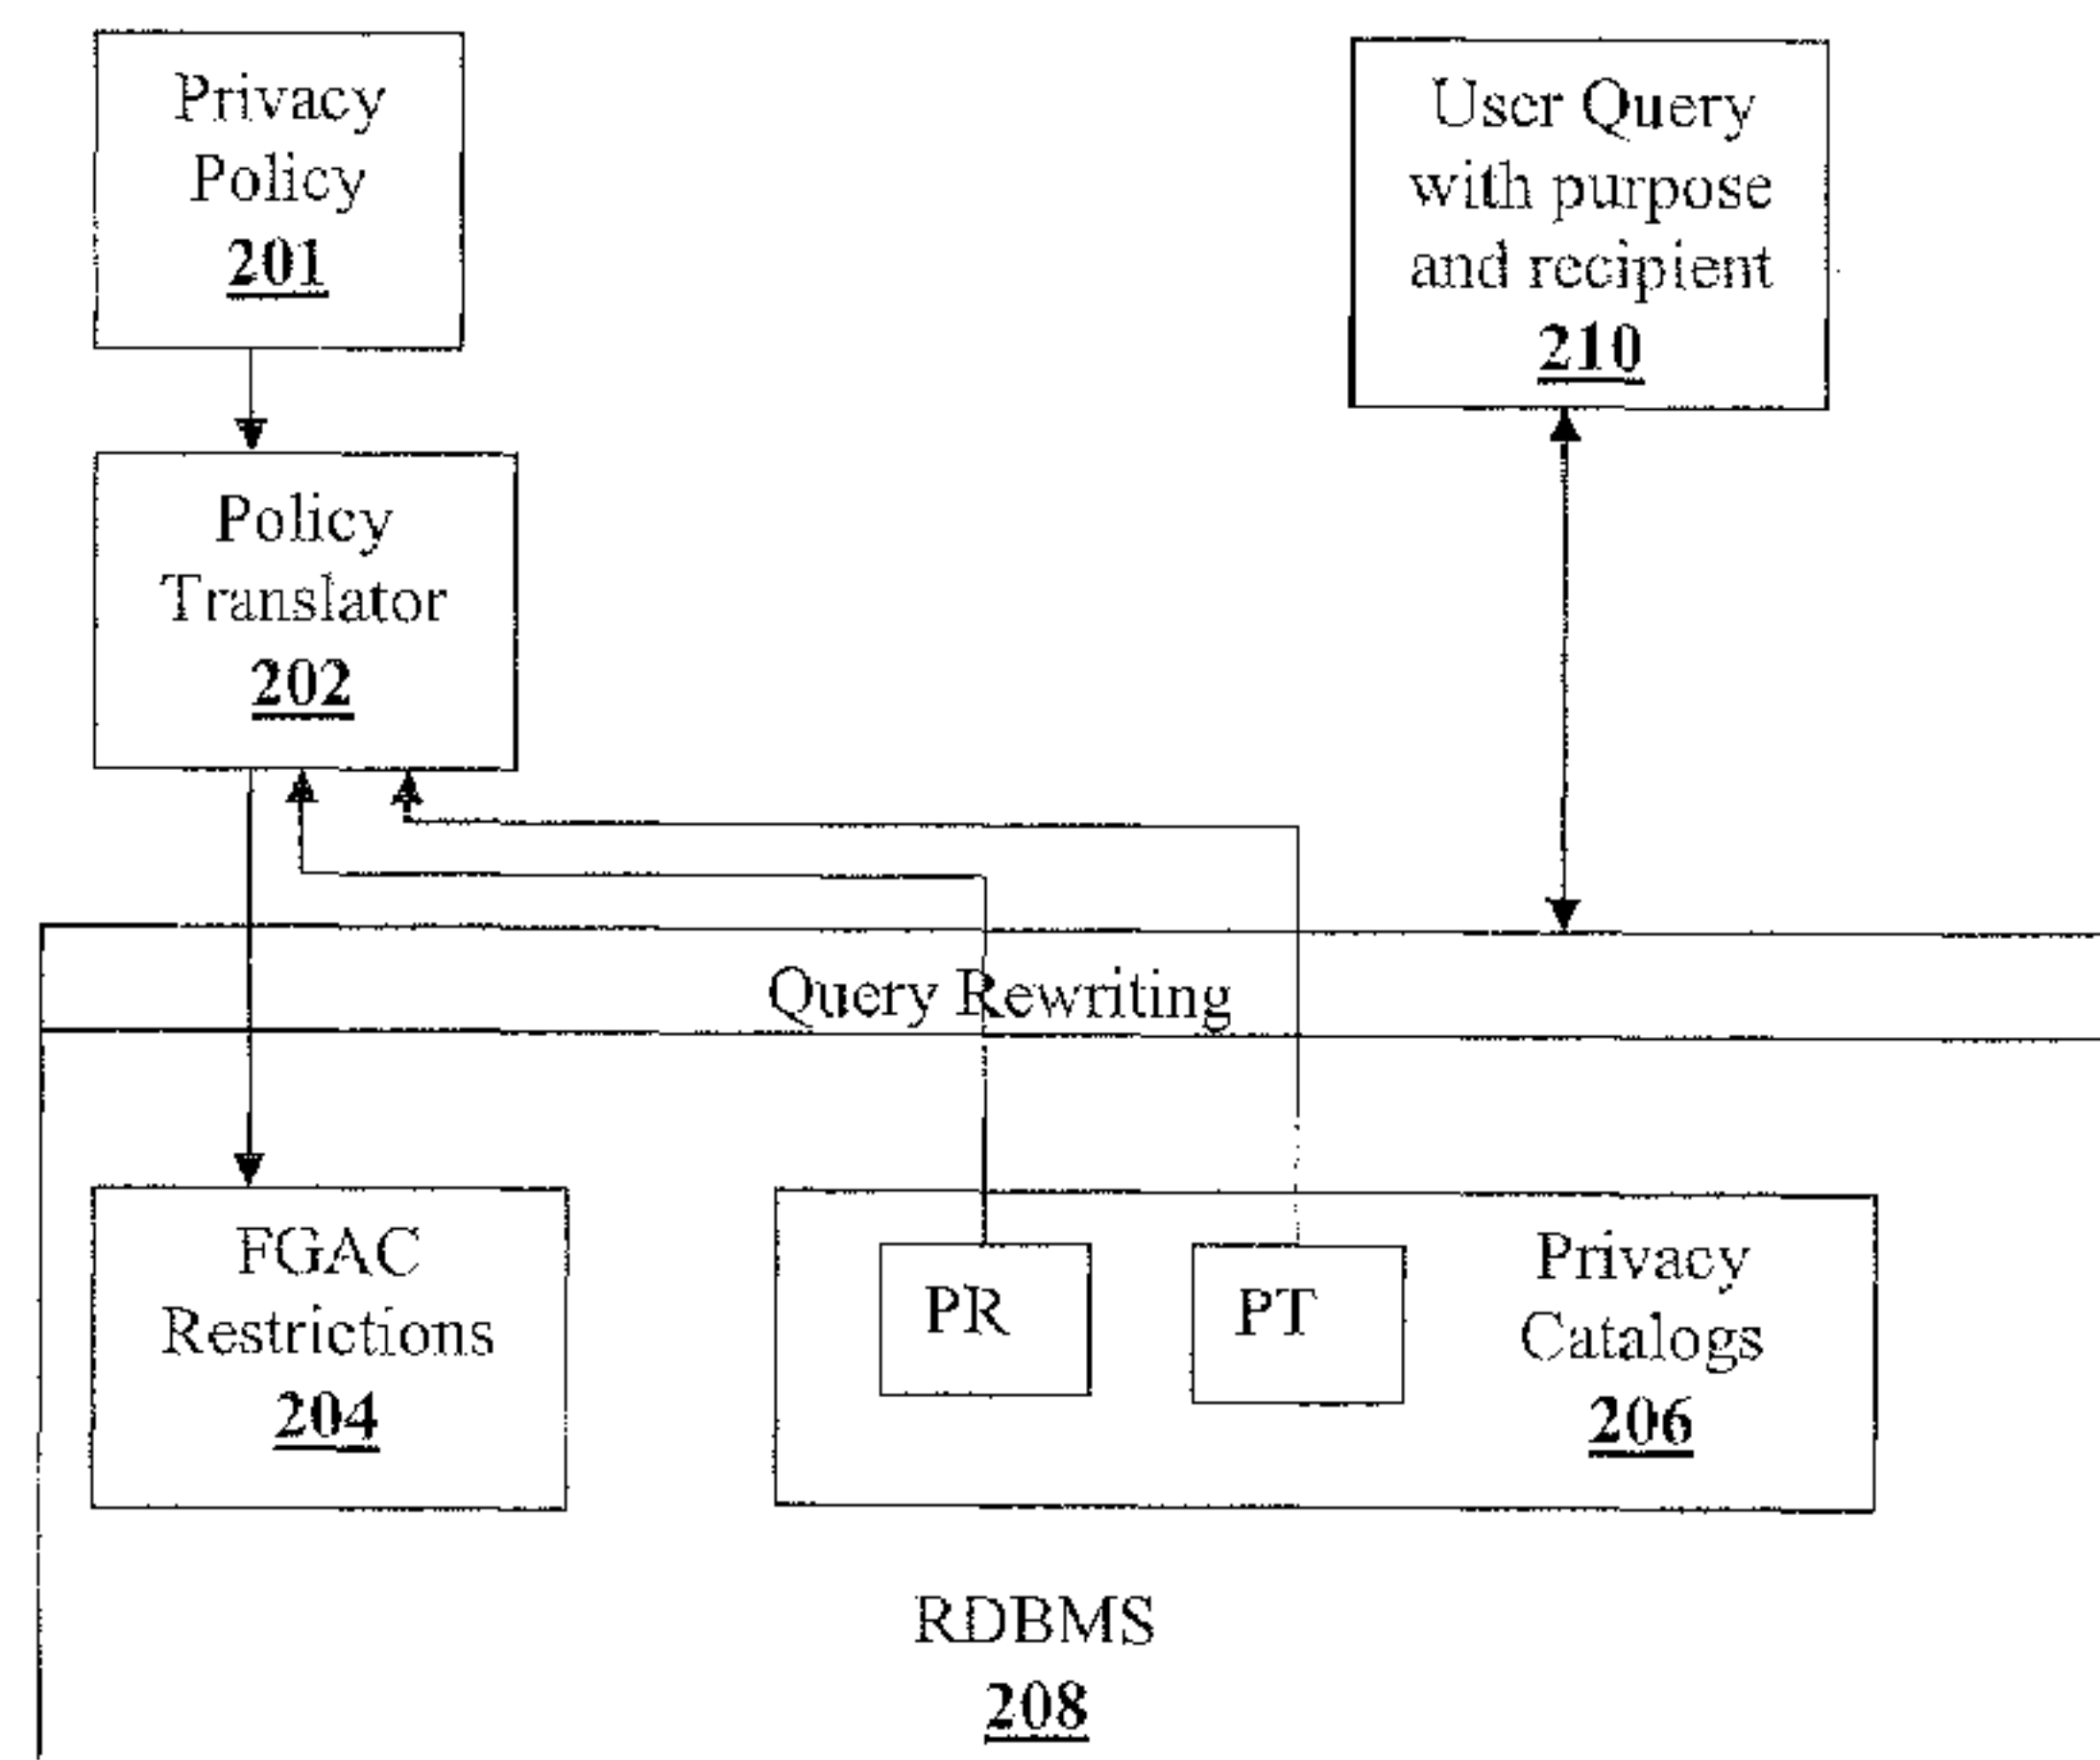 Privacy
Policy
201
User Query
with purpose
and recipient
210
Policy
Translator
202
Query Rewriting
FGAC
Restrictions
204
PR
PT
Privacy
Catalogs
206
RDBMS
208